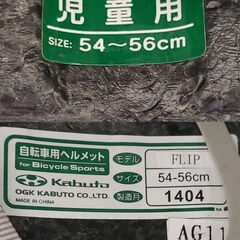 児童用
SIZE: 54～56cm
自転車用ヘルメット
for Bicycle Sports
Kabuto
OGK KABUTO CO.,LTD.
MADE IN CHINA
モデル FLIP
サイズ 54-56cm
製造月 1404
AG11